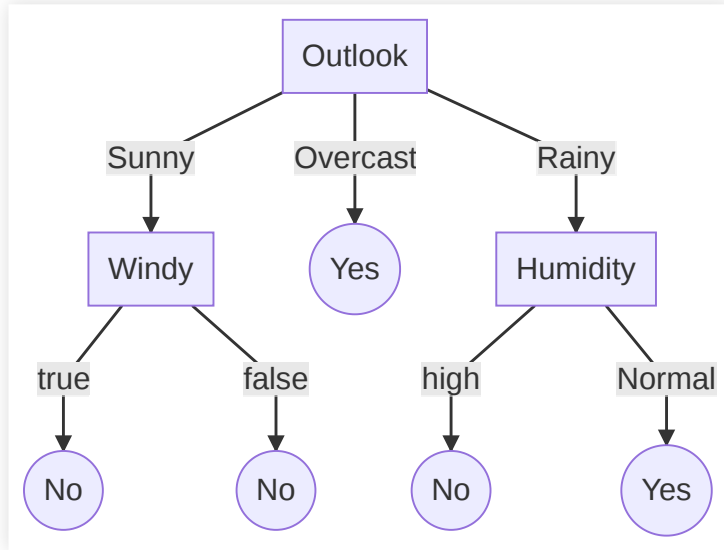 Outlook
Sunny
Overcast
Rainy
Windy
Yes
Humidity
true
false
high
Normal
No
No
No
Yes